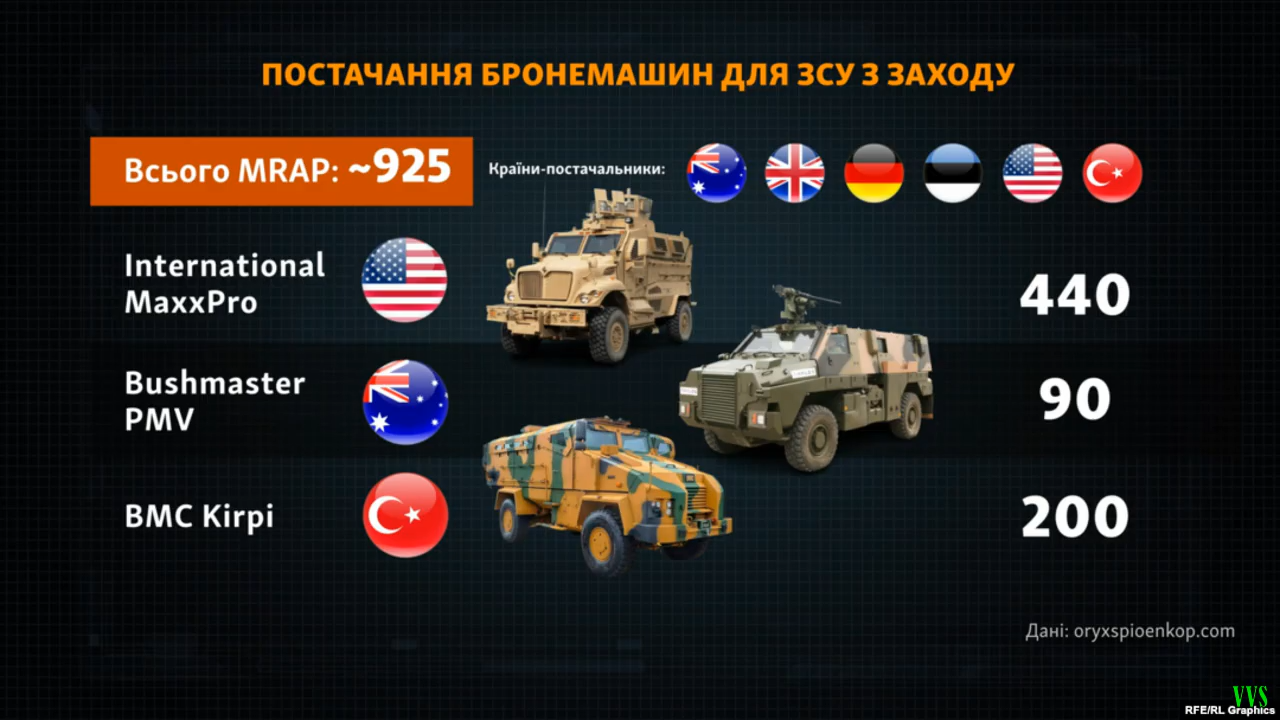 ПОСТАЧАННЯ БРОНЕМАШИН ДЛЯ ЗСУ З ЗАХОДУ
Всього MRAP: ~925
Країни-постачальники:
International
MaxxPro
440
Bushmaster
PMV
90
BMC Kirpi
200
Дані: oryxspioenkop.com
VVS
RFE/RL Graphics